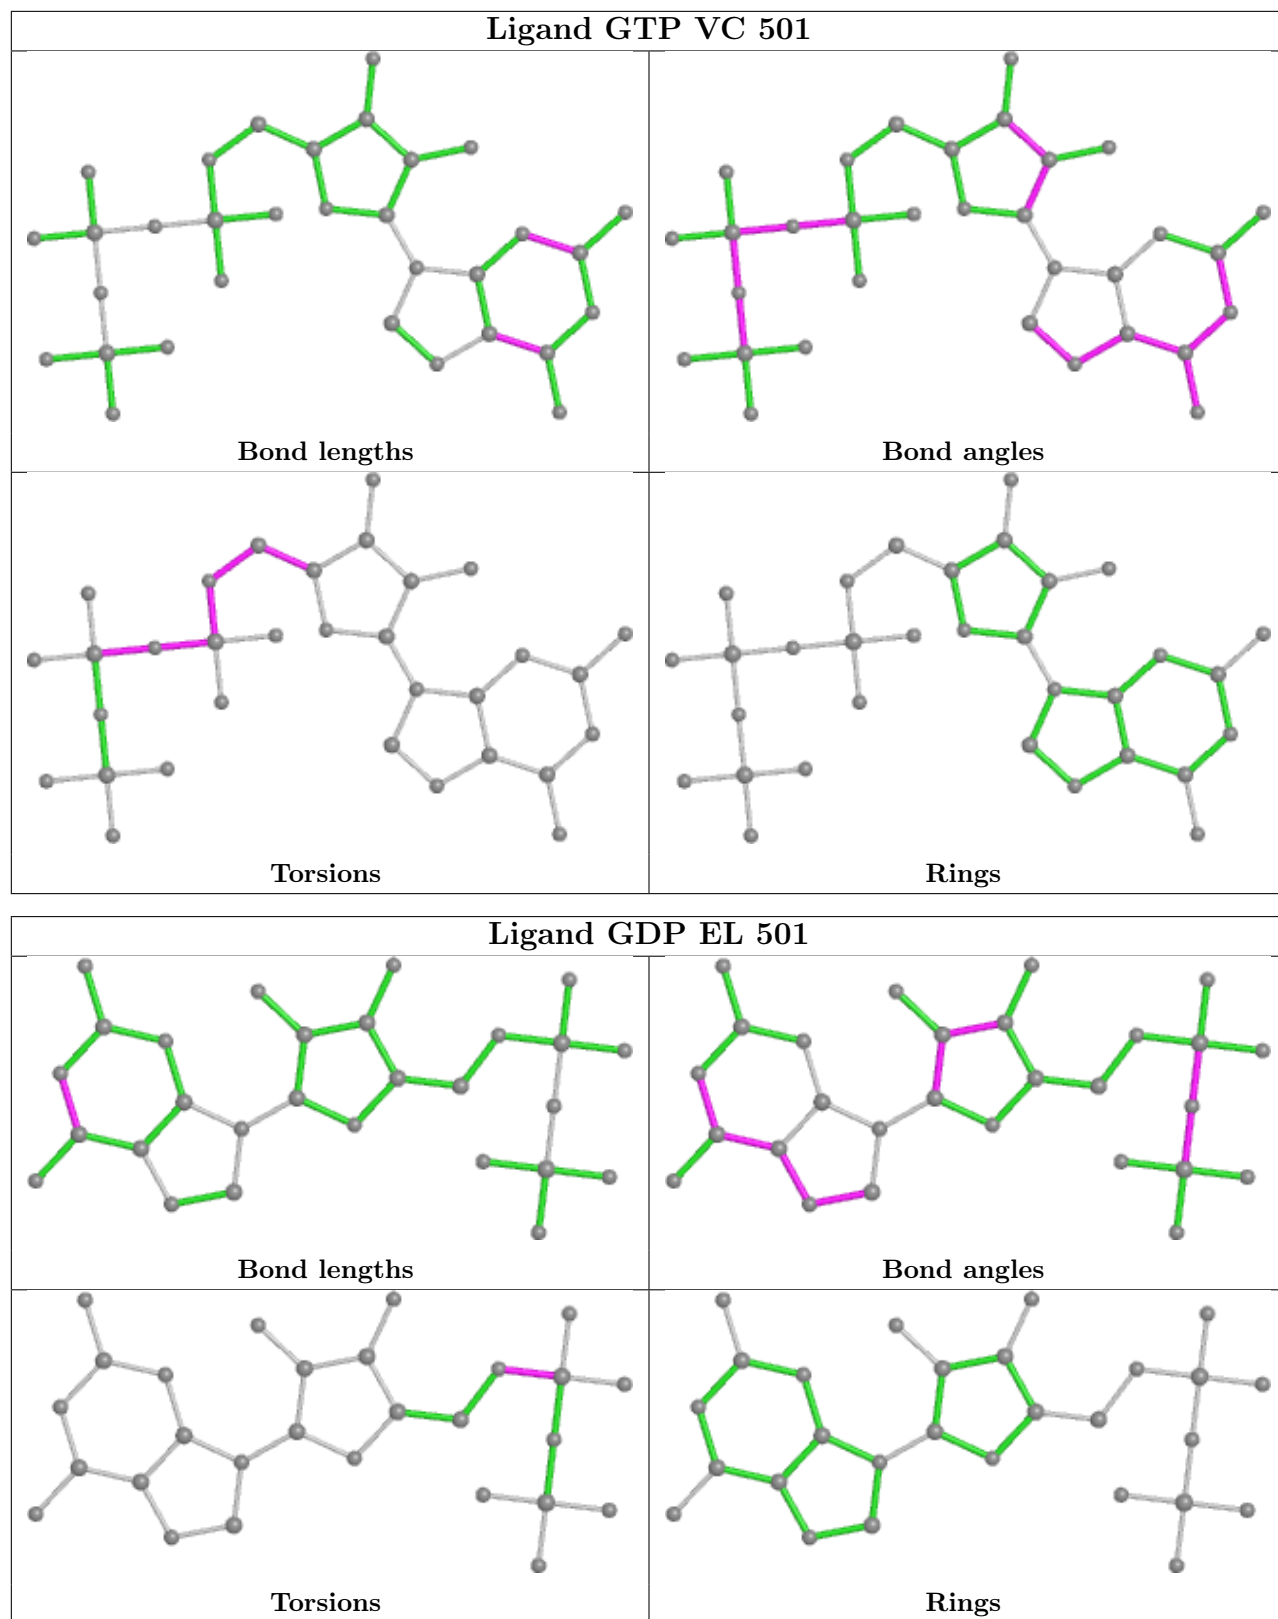 Ligand GTP VC 501
Bond lengths
Bond angles
Torsions
Rings
Ligand GDP EL 501
Bond lengths
Bond angles
Torsions
Rings